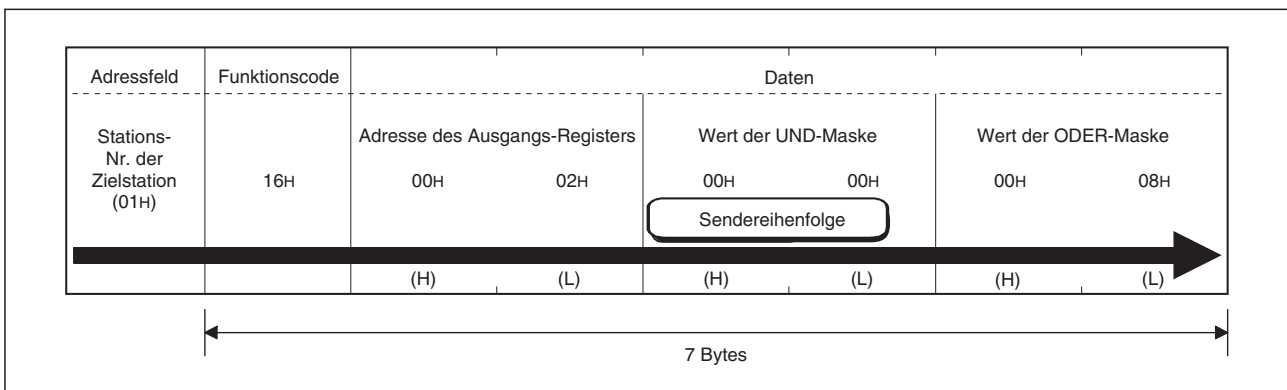 Adressfeld Funktionscode Daten
Stations-
Nr. der
Zielstation
(01H)
Adresse des Ausgangs-Registers Wert der UND-Maske Wert der ODER-Maske
16H 00H 02H 00H 00H 00H 08H
Sendereihenfolge
(H) (L) (H) (L) (H) (L)
7 Bytes